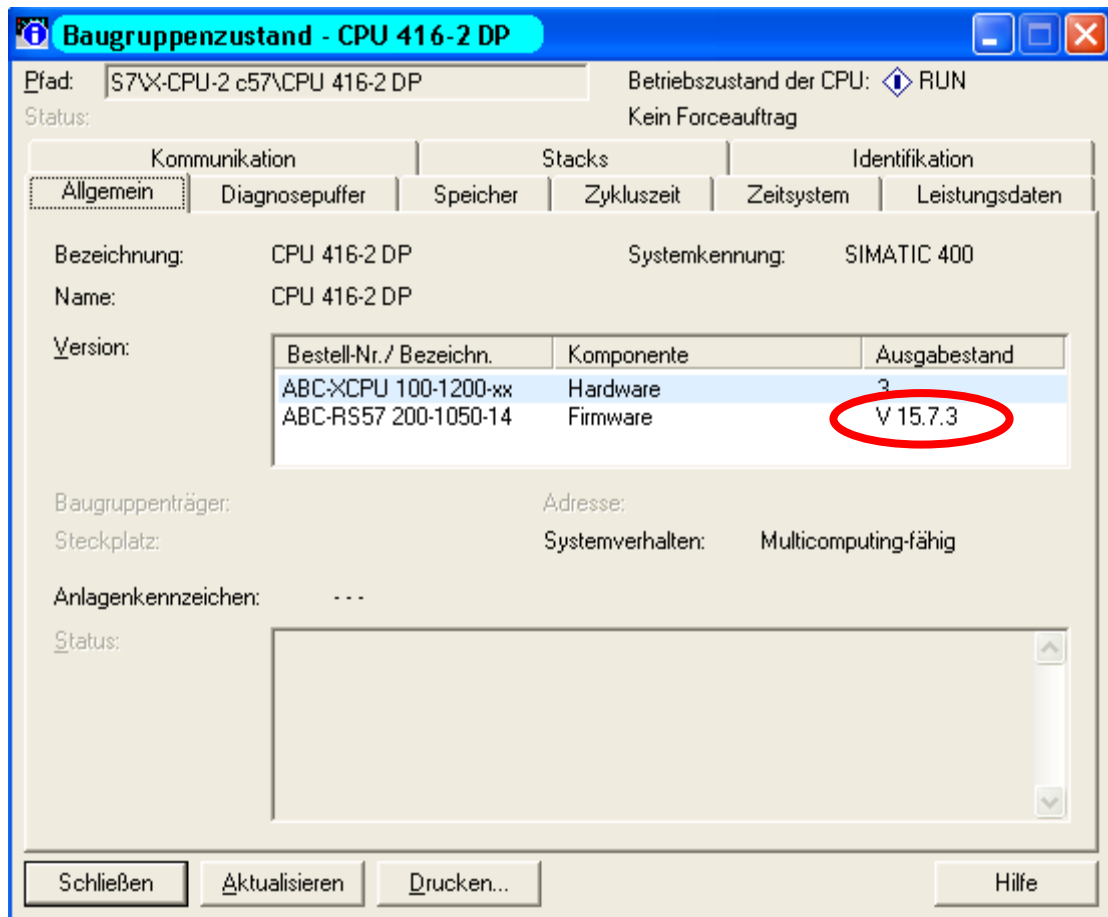 Baugruppenzustand - CPU 416-2 DP
Pfad: S7\X-CPU-2 c57\CPU 416-2 DP Betriebszustand der CPU: RUN
Status: Kein Forceauftrag
Kommunikation Stacks Identifikation
Allgemein Diagnosepuffer Speicher Zykluszeit Zeitsystem Leistungsdaten
Bezeichnung: CPU 416-2 DP Systemkennung: SIMATIC 400
Name: CPU 416-2 DP
Version: Bestell-Nr./ Bezeichn. Komponente Ausgabestand
ABC-XCPU 100-1200-xx Hardware 3
ABC-RS57 200-1050-14 Firmware V 15.7.3
Baugruppenträger: Adresse:
Steckplatz: Systemverhalten: Multicomputing-fähig
Anlagenkennzeichen: - - -
Status:
Schließen Aktualisieren Drucken... Hilfe